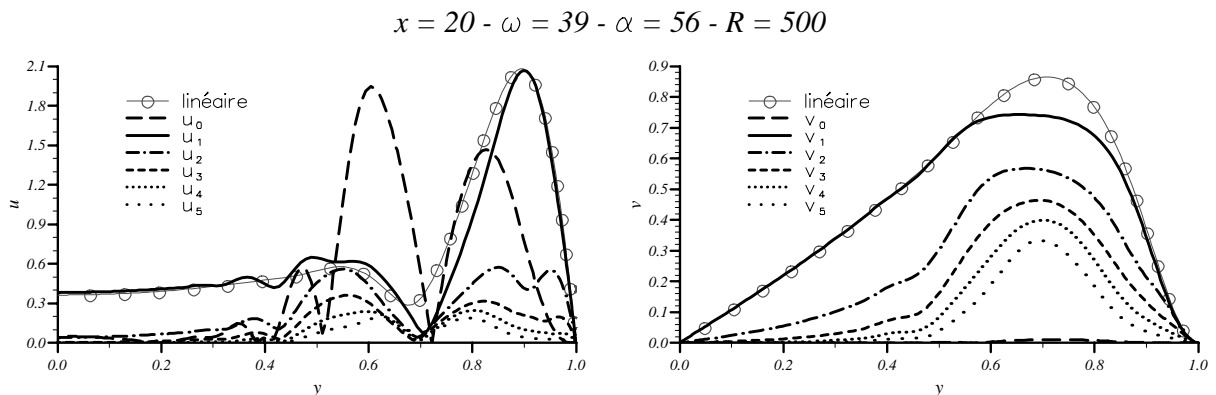 x = 20 - ω = 39 - α = 56 - R = 500
2.1
1.8
1.5
1.2
0.9
0.6
0.3
0.0
u
linéaire
u₀
u₁
u₂
u₃
u₄
u₅
0.0 0.2 0.4 0.6 0.8 1.0
y
0.9
0.8
0.7
0.6
0.5
0.4
0.3
0.2
0.1
0.0
v
linéaire
v₀
v₁
v₂
v₃
v₄
v₅
0.0 0.2 0.4 0.6 0.8 1.0
y